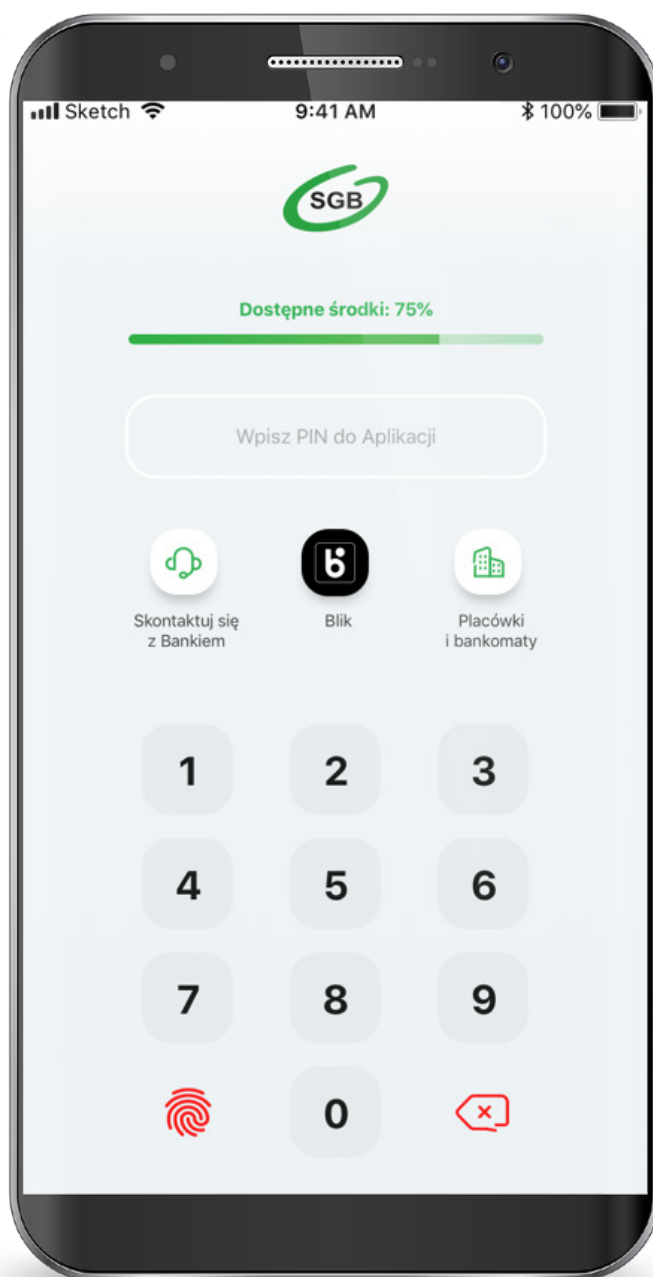 Sketch 9:41 AM 100%
SGB
Dostępne środki: 75%
Wpisz PIN do Aplikacji
Skontaktuj się
z Bankiem
Blik
Placówki
i bankomaty
1 2 3
4 5 6
7 8 9
0